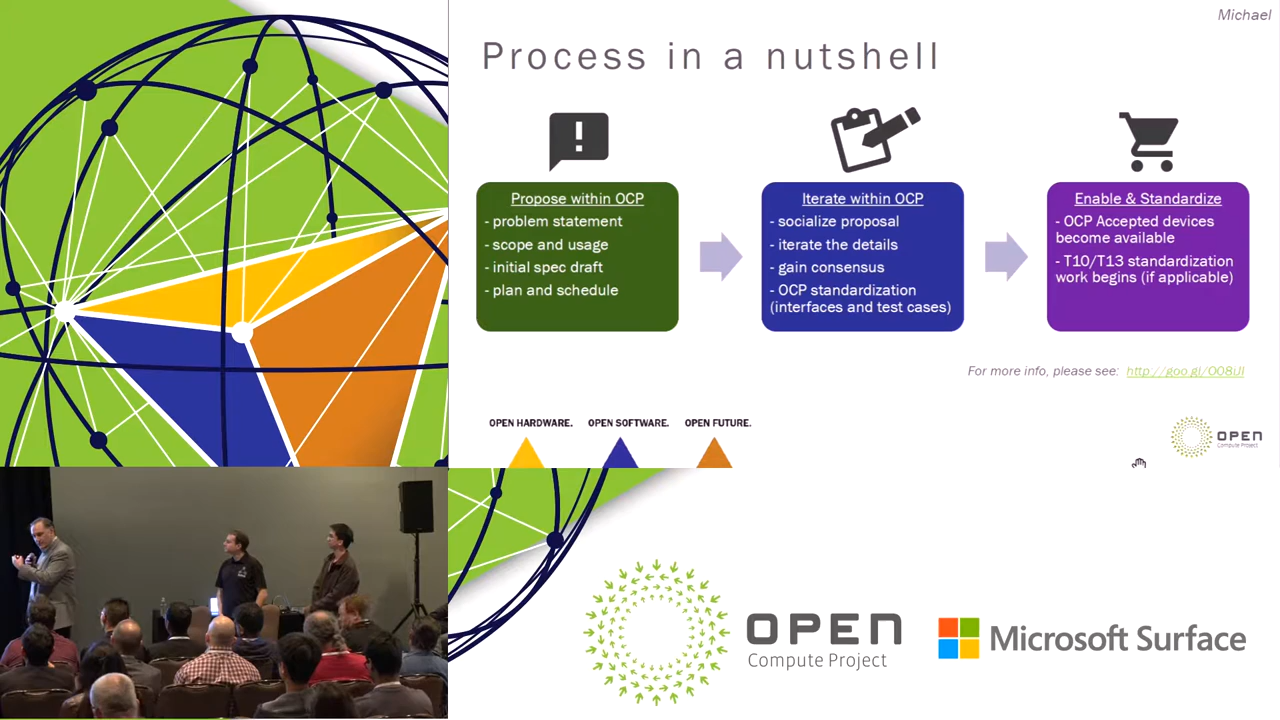 Michael
Process in a nutshell
Propose within OCP
- problem statement
- scope and usage
- initial spec draft
- plan and schedule
Iterate within OCP
- socialize proposal
- iterate the details
- gain consensus
- OCP standardization
(interfaces and test cases)
Enable & Standardize
- OCP Accepted devices
become available
- T10/T13 standardization
work begins (if applicable)
For more info, please see: http://goo.gl/O08iJI
OPEN HARDWARE. OPEN SOFTWARE. OPEN FUTURE.
OPEN
Compute Project
OPEN
Compute Project
Microsoft Surface